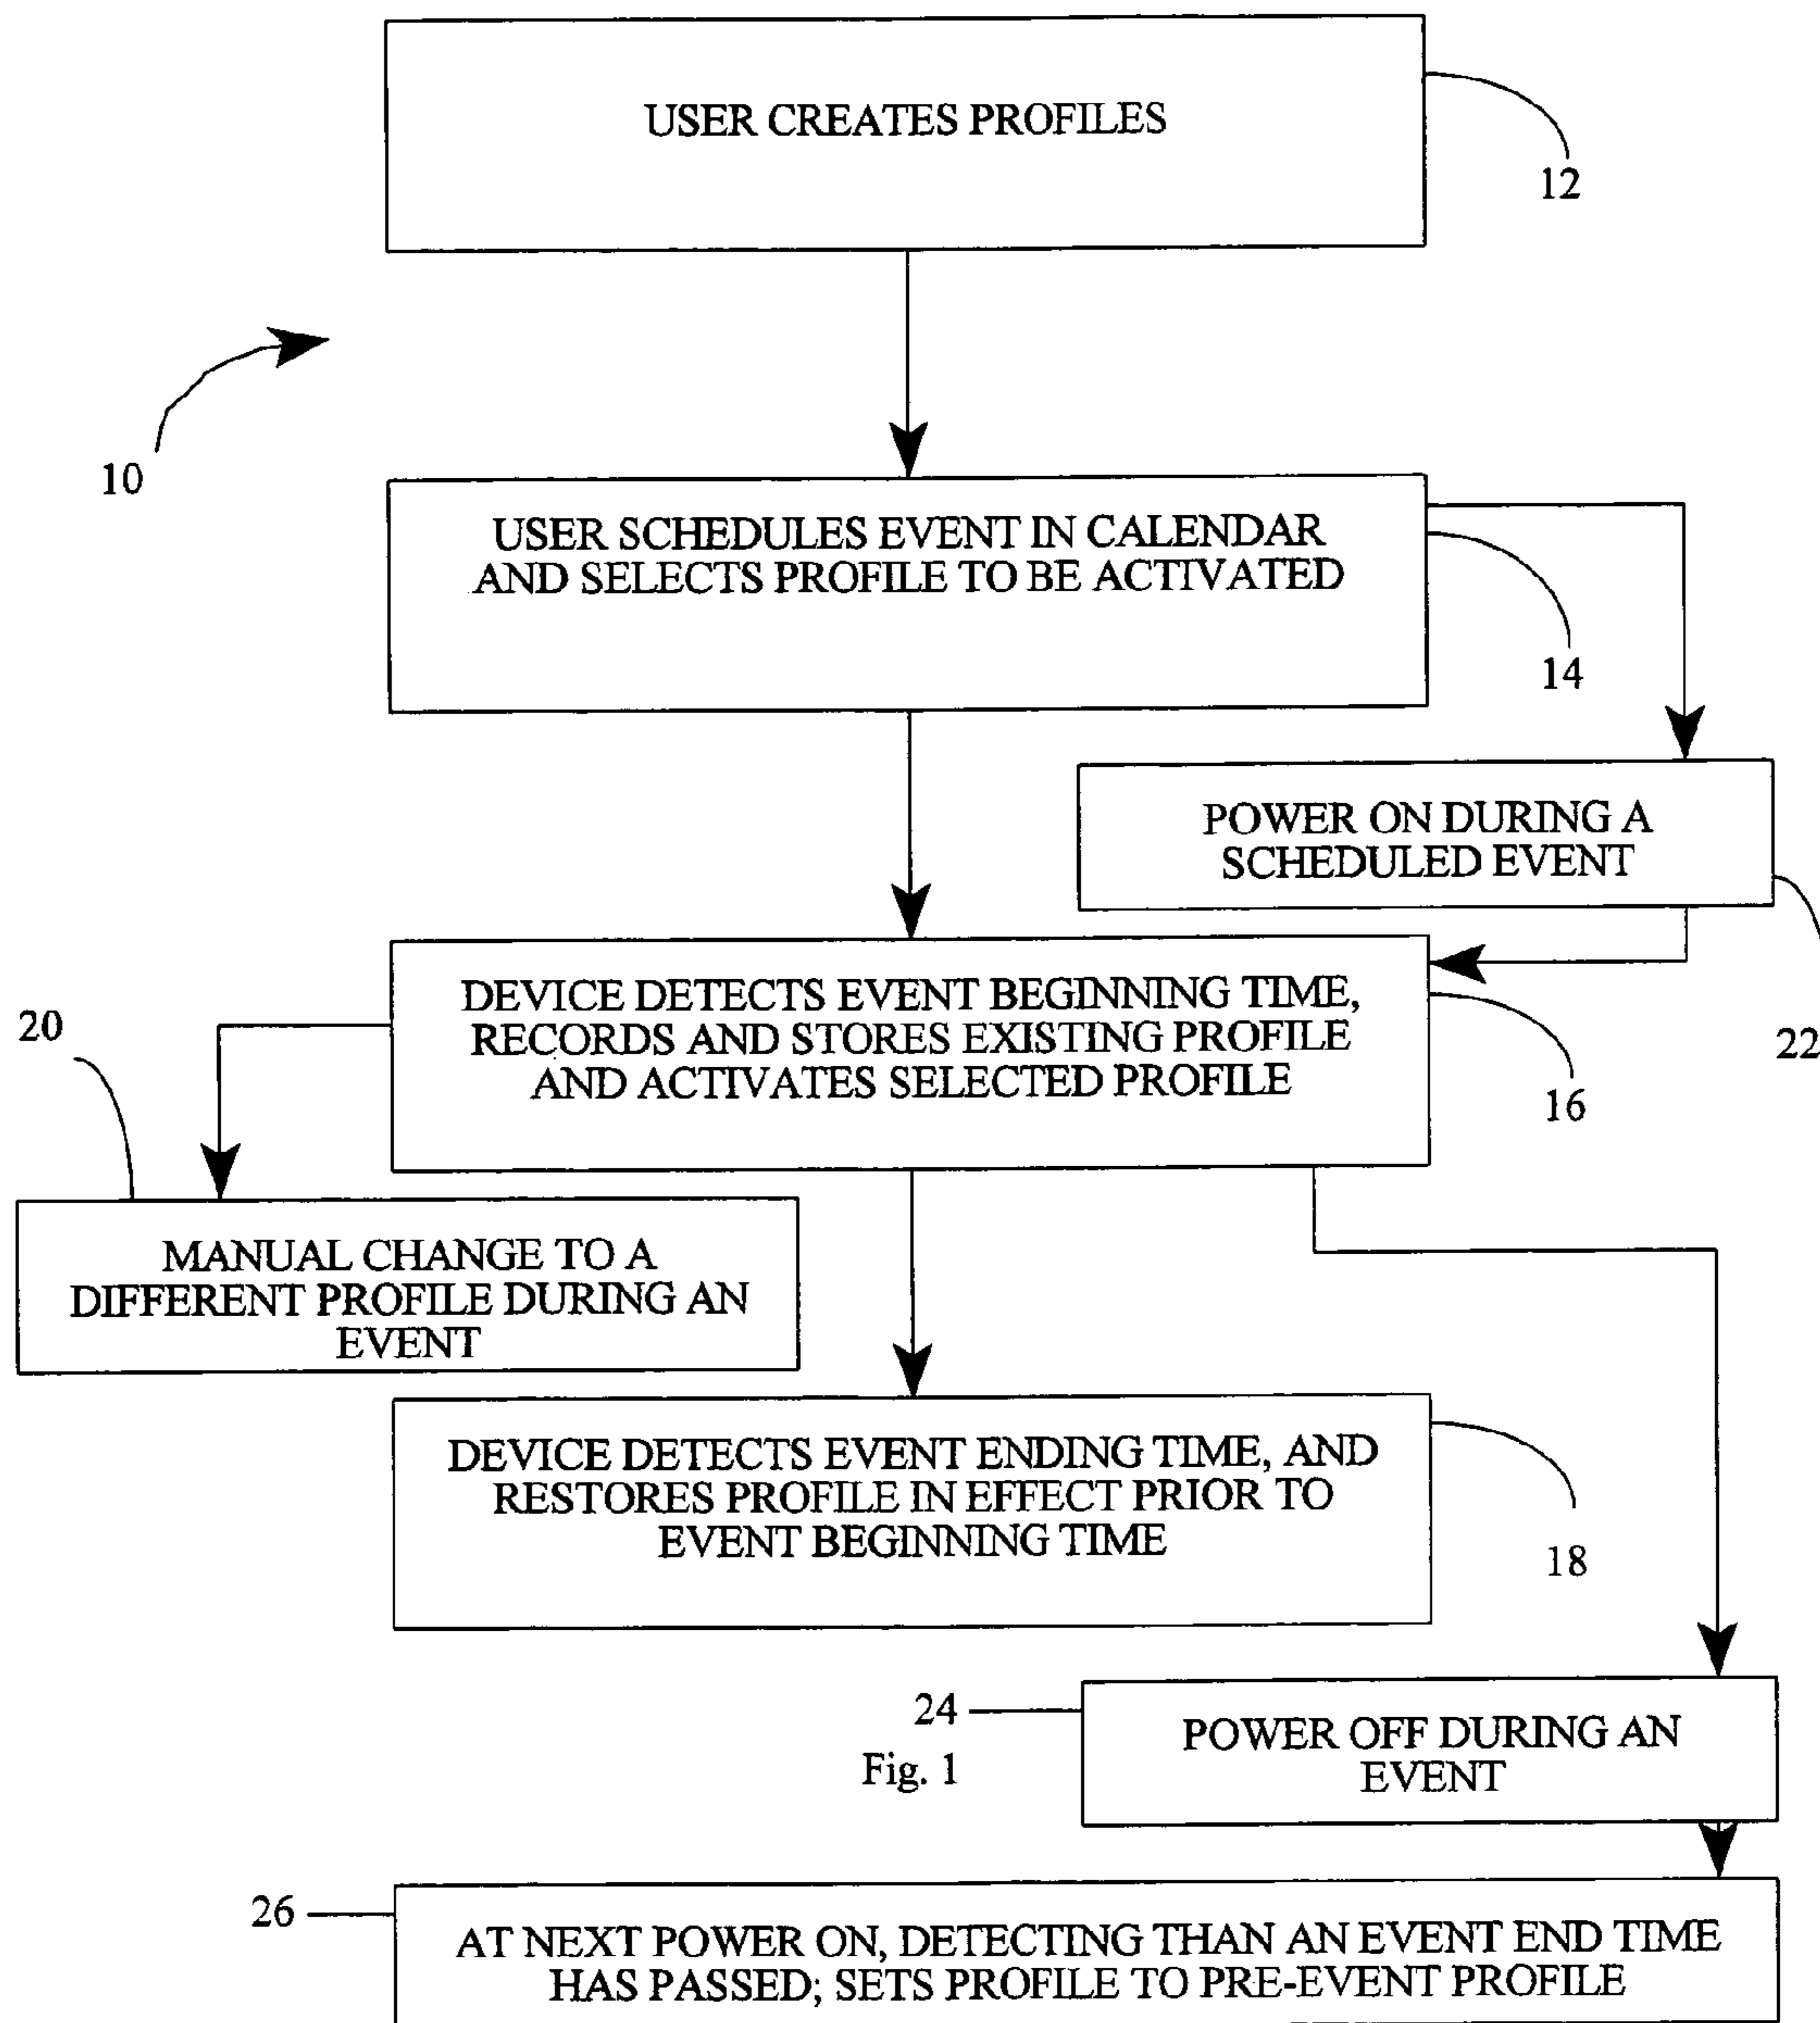 USER CREATES PROFILES
12
10
USER SCHEDULES EVENT IN CALENDAR
AND SELECTS PROFILE TO BE ACTIVATED
14
POWER ON DURING A
SCHEDULED EVENT
22
DEVICE DETECTS EVENT BEGINNING TIME,
RECORDS AND STORES EXISTING PROFILE
AND ACTIVATES SELECTED PROFILE
16
20
MANUAL CHANGE TO A
DIFFERENT PROFILE DURING AN
EVENT
DEVICE DETECTS EVENT ENDING TIME, AND
RESTORES PROFILE IN EFFECT PRIOR TO
EVENT BEGINNING TIME
18
24
POWER OFF DURING AN
EVENT
Fig. 1
26
AT NEXT POWER ON, DETECTING THAN AN EVENT END TIME
HAS PASSED; SETS PROFILE TO PRE-EVENT PROFILE